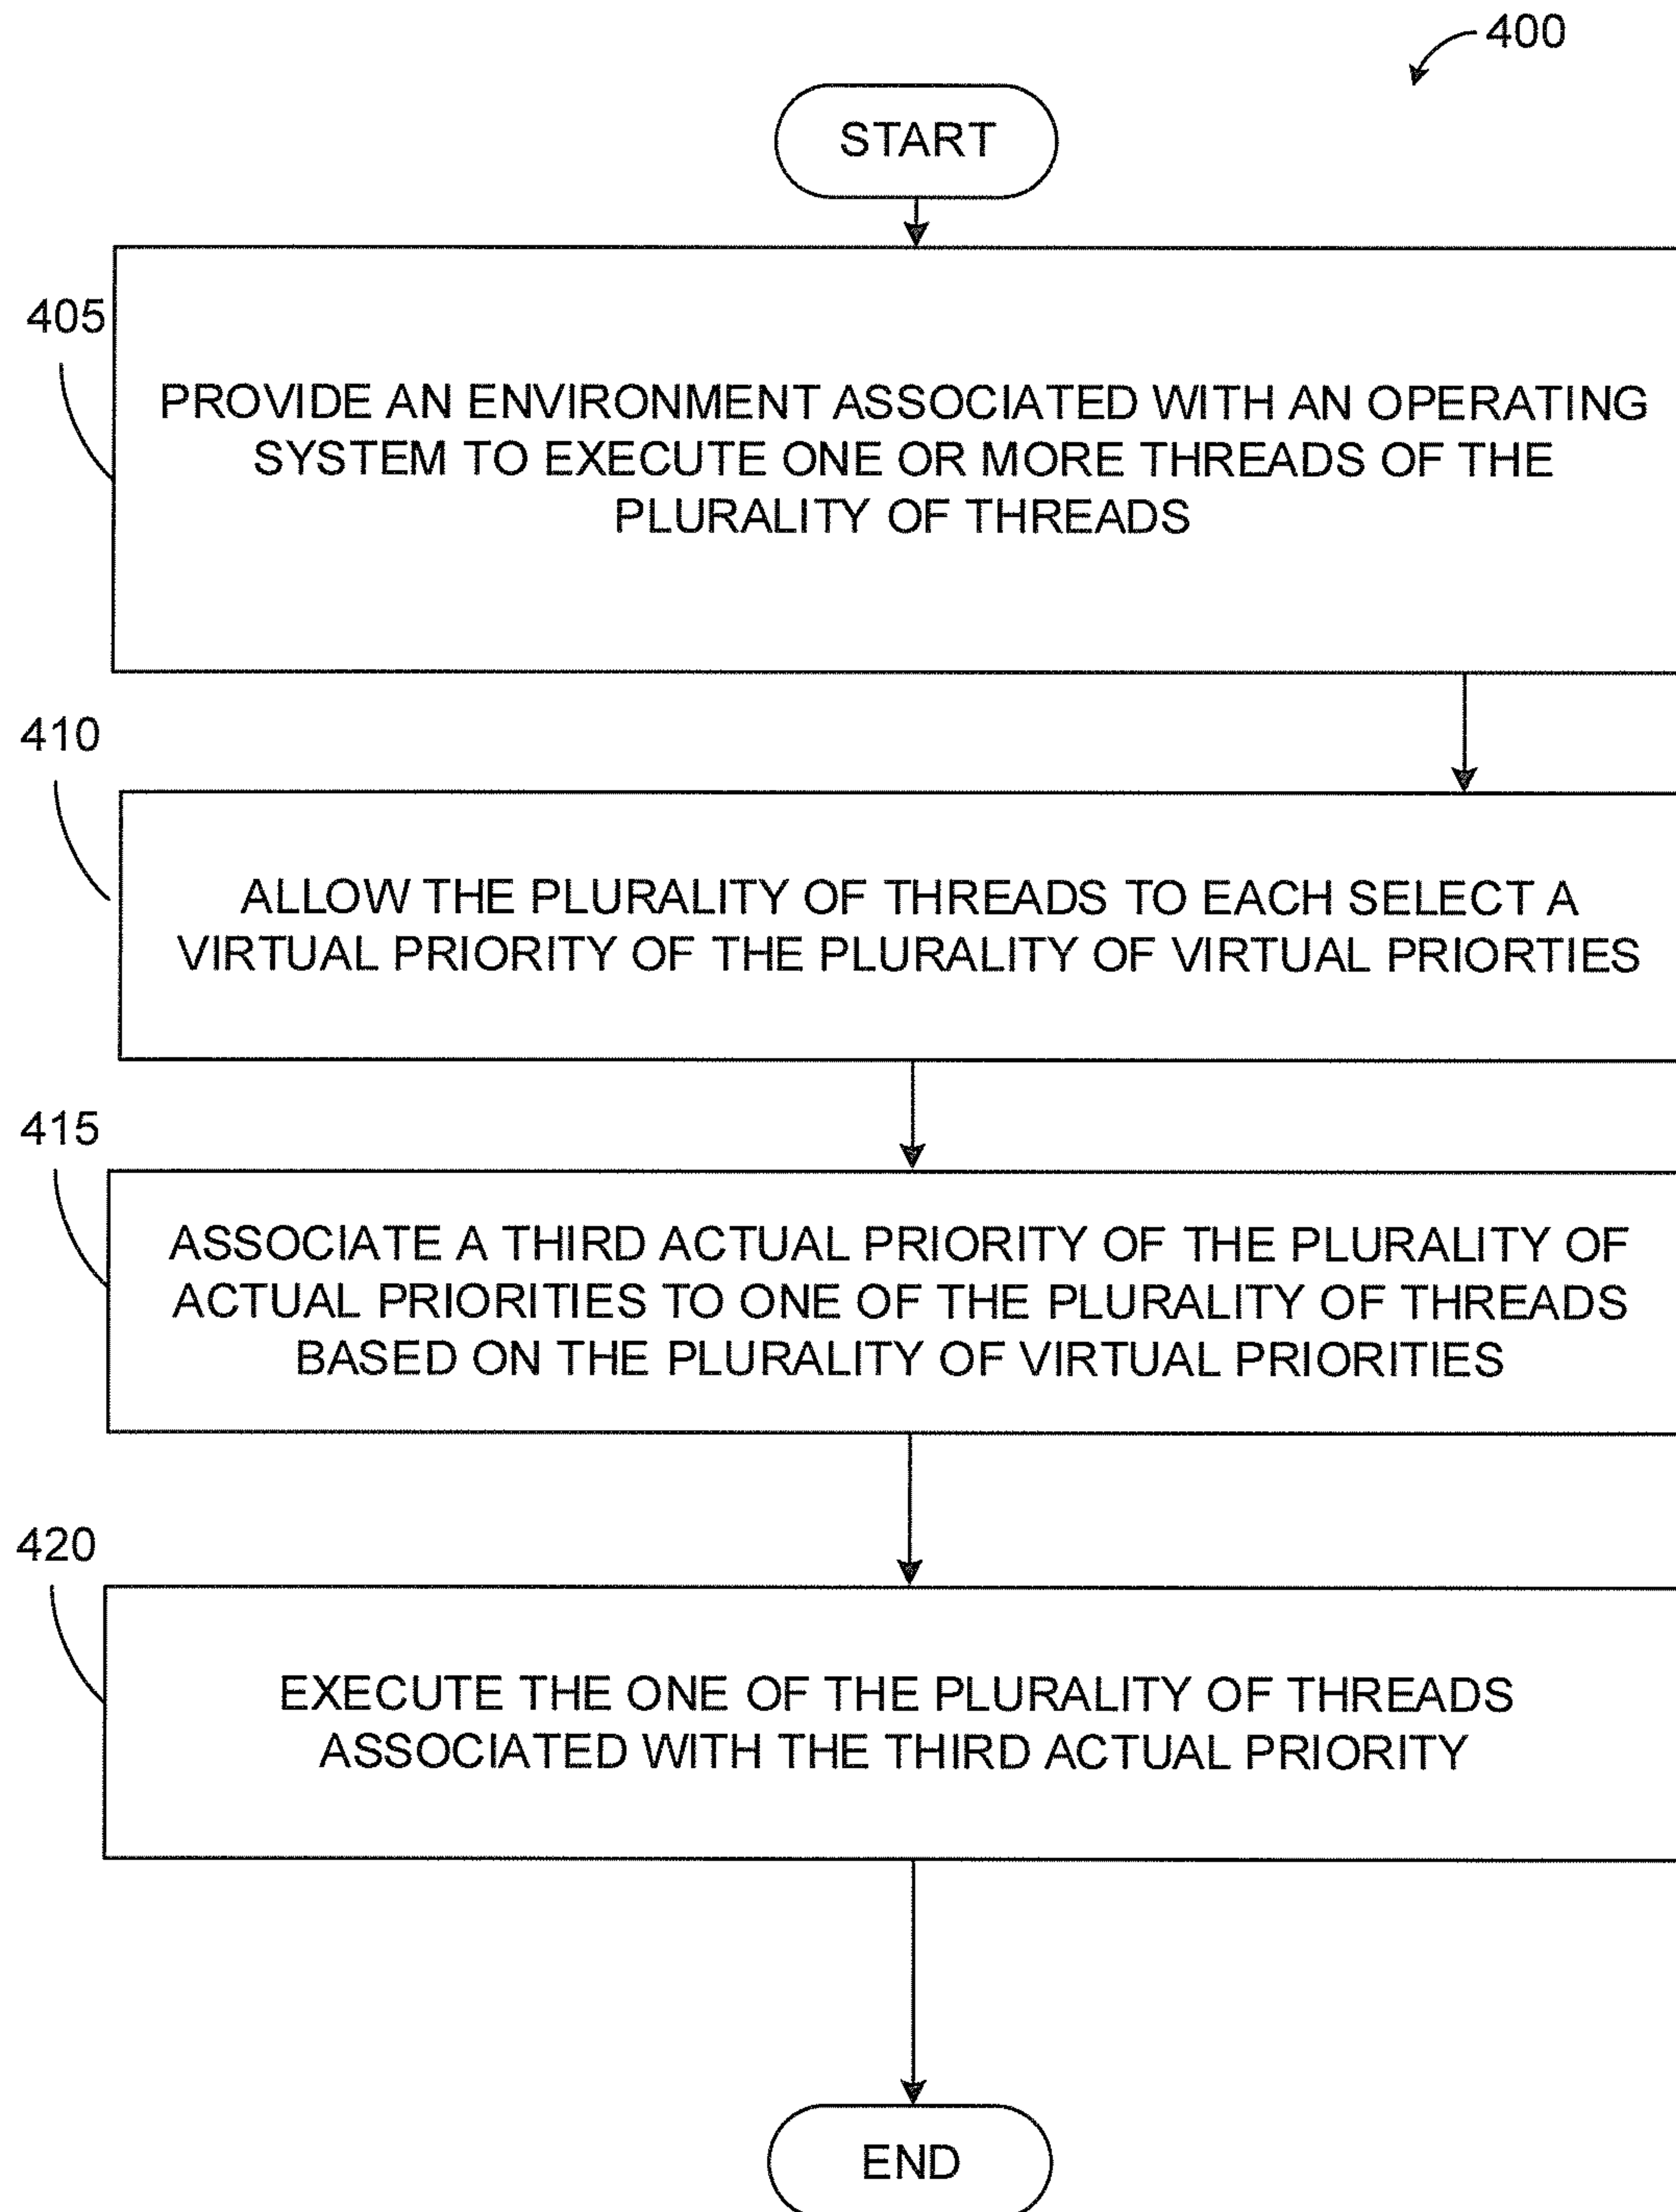 400
START
405
PROVIDE AN ENVIRONMENT ASSOCIATED WITH AN OPERATING
SYSTEM TO EXECUTE ONE OR MORE THREADS OF THE
PLURALITY OF THREADS
410
ALLOW THE PLURALITY OF THREADS TO EACH SELECT A
VIRTUAL PRIORITY OF THE PLURALITY OF VIRTUAL PRIORTIES
415
ASSOCIATE A THIRD ACTUAL PRIORITY OF THE PLURALITY OF
ACTUAL PRIORITIES TO ONE OF THE PLURALITY OF THREADS
BASED ON THE PLURALITY OF VIRTUAL PRIORITIES
420
EXECUTE THE ONE OF THE PLURALITY OF THREADS
ASSOCIATED WITH THE THIRD ACTUAL PRIORITY
END